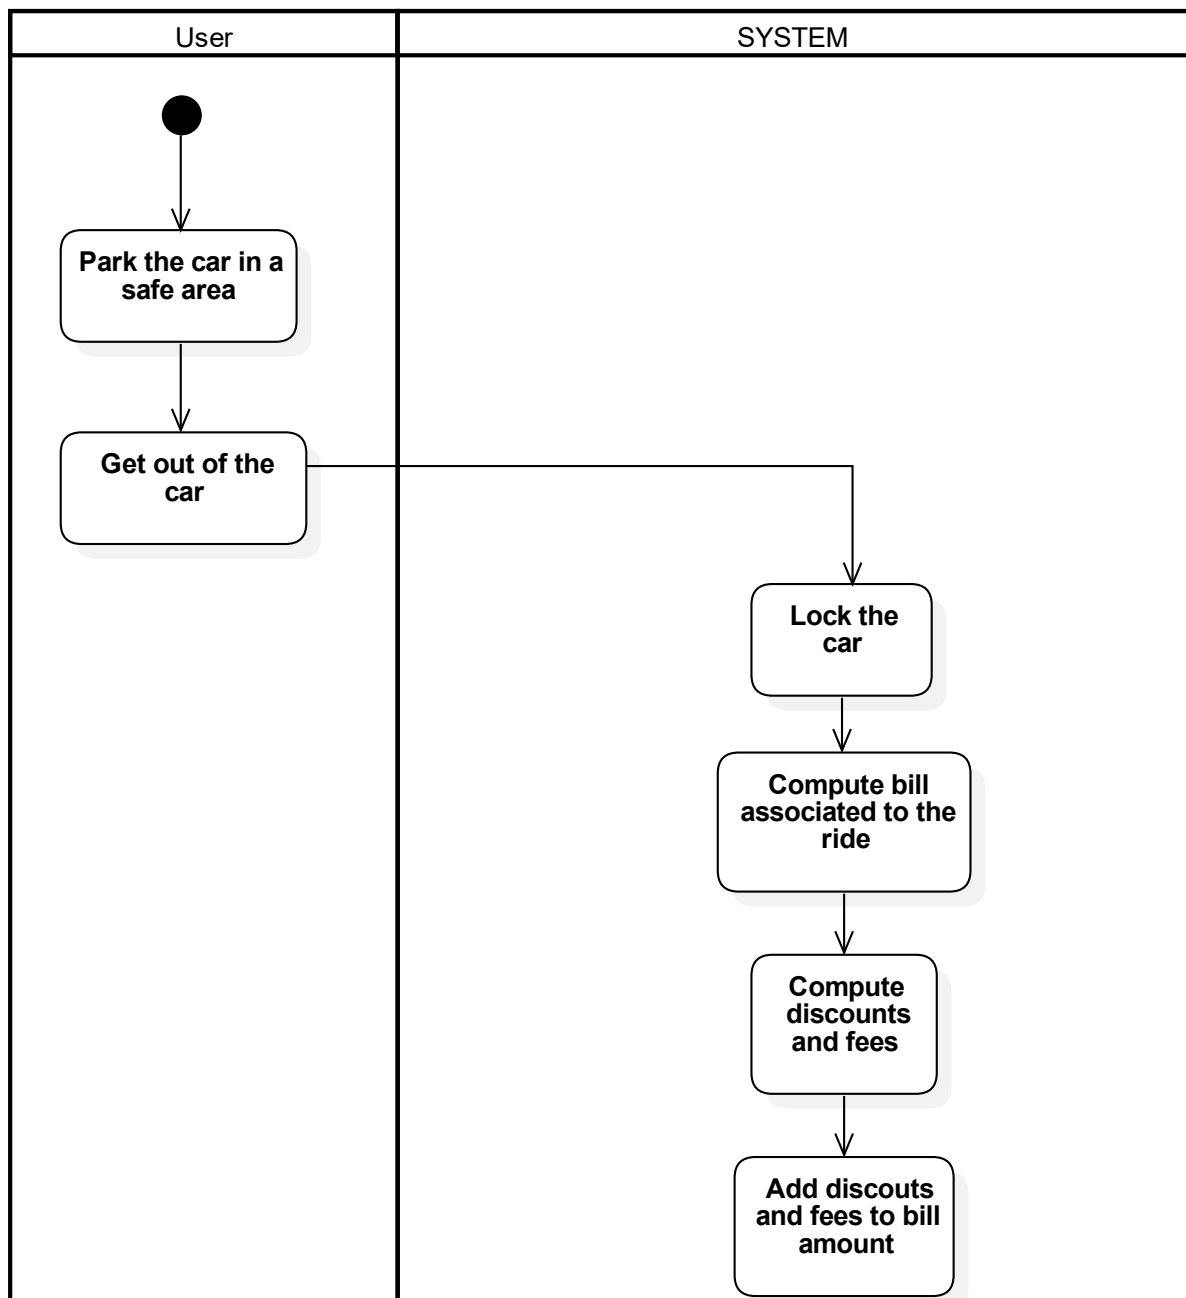 User
SYSTEM
Park the car in a
safe area
Get out of the
car
Lock the
car
Compute bill
associated to the
ride
Compute
discounts
and fees
Add discouts
and fees to bill
amount